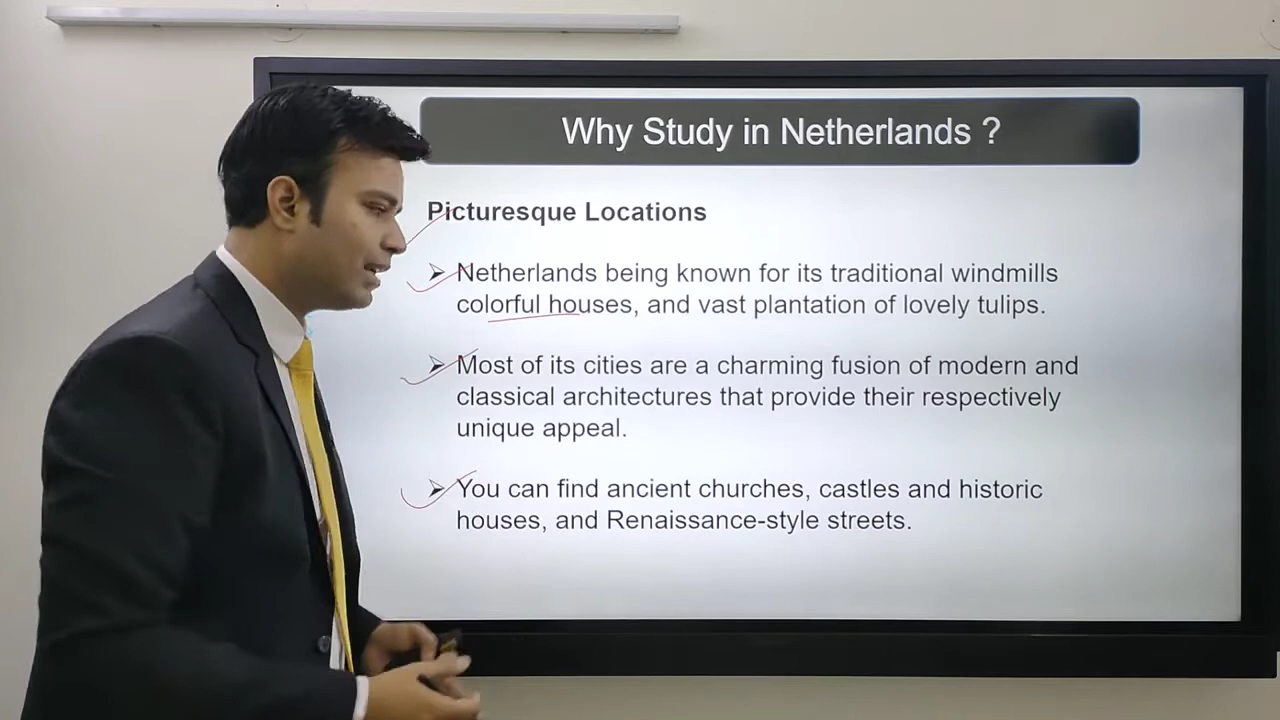 Why Study in Netherlands ?
Picturesque Locations
➢ Netherlands being known for its traditional windmills
colorful houses, and vast plantation of lovely tulips.
➢ Most of its cities are a charming fusion of modern and
classical architectures that provide their respectively
unique appeal.
➢ You can find ancient churches, castles and historic
houses, and Renaissance-style streets.